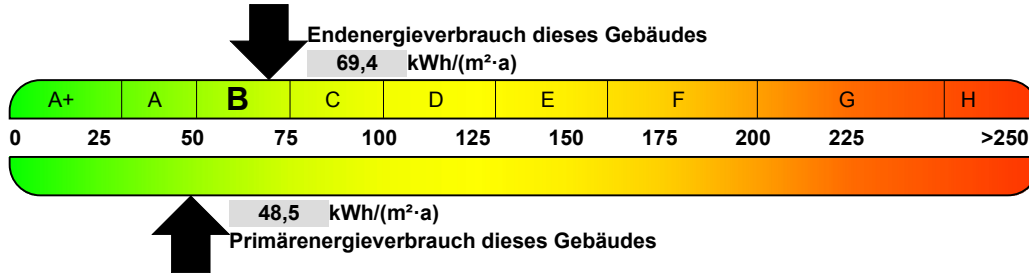 Endenergieverbrauch dieses Gebäudes
69,4 kWh/(m²·a)
A+ A B C D E F G H
0 25 50 75 100 125 150 175 200 225 >250
48,5 kWh/(m²·a)
Primärenergieverbrauch dieses Gebäudes